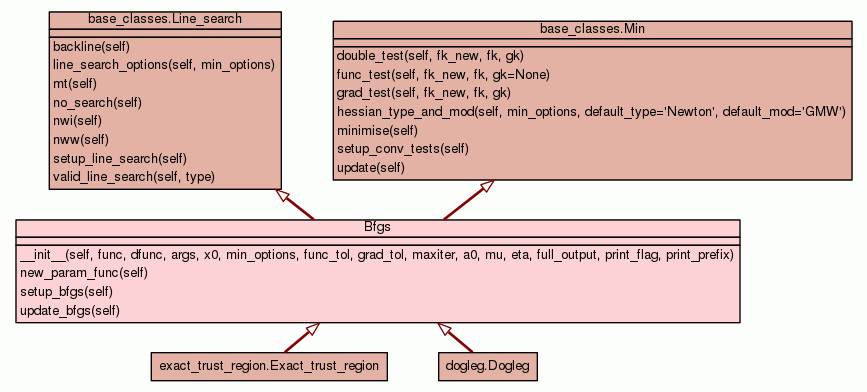 base_classes.Line_search
backline(self)
line_search_options(self, min_options)
mt(self)
no_search(self)
nwi(self)
nww(self)
setup_line_search(self)
valid_line_search(self, type)
base_classes.Min
double_test(self, fk_new, fk, gk)
func_test(self, fk_new, fk, gk=None)
grad_test(self, fk_new, fk, gk)
hessian_type_and_mod(self, min_options, default_type='Newton', default_mod='GMW')
minimise(self)
setup_conv_tests(self)
update(self)
Bfgs
__init__(self, func, dfunc, args, x0, min_options, func_tol, grad_tol, maxiter, a0, mu, eta, full_output, print_flag, print_prefix)
new_param_func(self)
setup_bfgs(self)
update_bfgs(self)
exact_trust_region.Exact_trust_region
dogleg.Dogleg